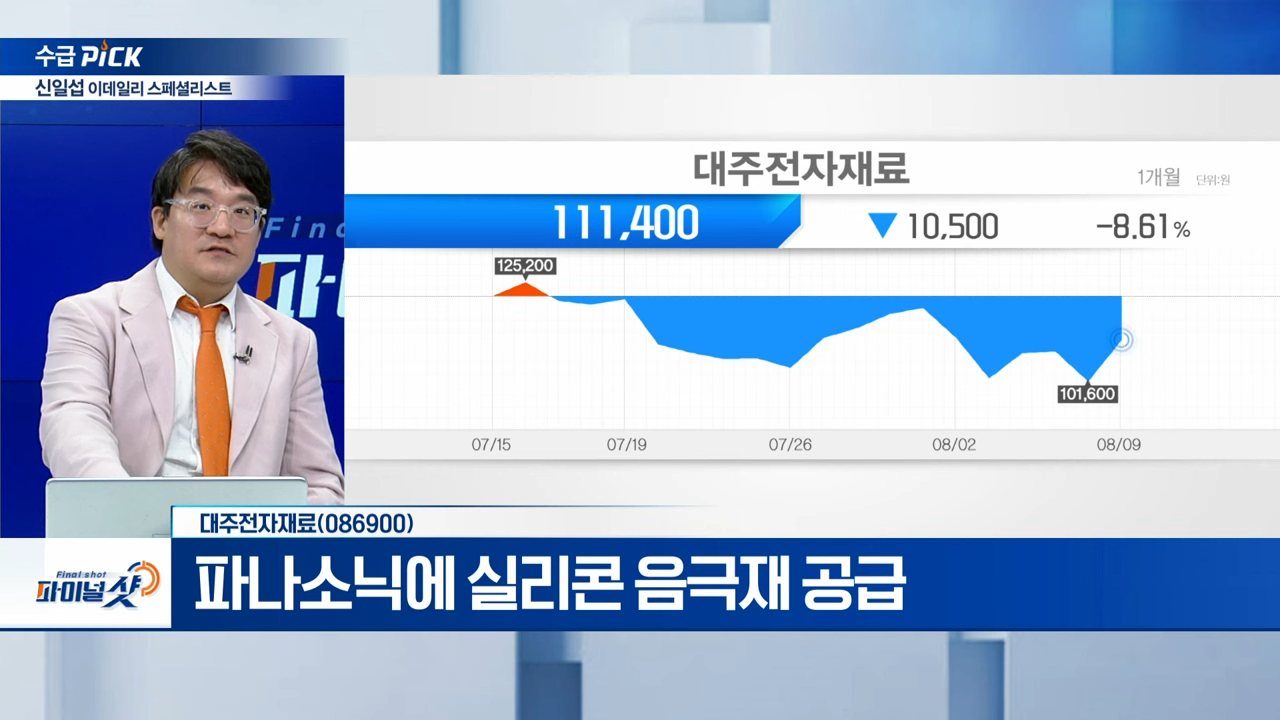 수급 PiCK
신일섭 이데일리 스페셜리스트
Final
파이
대주전자재료
1개월 단위:원
111,400 ▼ 10,500 -8.61%
125,200
101,600
07/15 07/19 07/26 08/02 08/09
대주전자재료(086900)
Final shot
파이널샷
파나소닉에 실리콘 음극재 공급